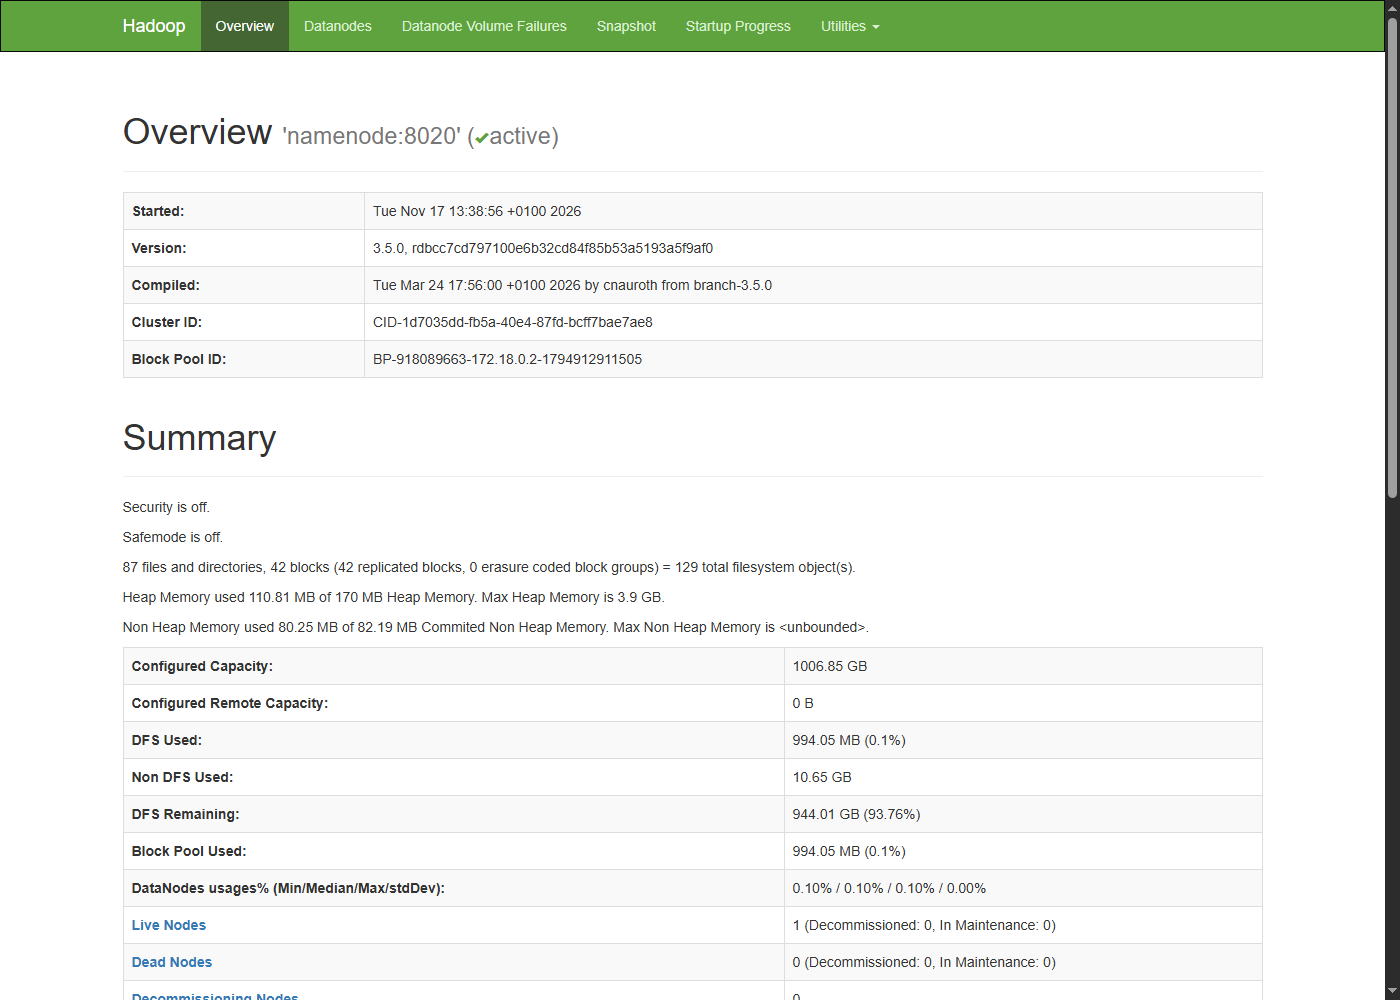 Hadoop Overview Datanodes Datanode Volume Failures Snapshot Startup Progress Utilities
Overview 'namenode:8020' (✔active)
Started: Tue Nov 17 13:38:56 +0100 2026
Version: 3.5.0, rdbcc7cd797100e6b32cd84f85b53a5193a5f9af0
Compiled: Tue Mar 24 17:56:00 +0100 2026 by cnauroth from branch-3.5.0
Cluster ID: CID-1d7035dd-fb5a-40e4-87fd-bcff7bae7ae8
Block Pool ID: BP-918089663-172.18.0.2-1794912911505
Summary
Security is off.
Safemode is off.
87 files and directories, 42 blocks (42 replicated blocks, 0 erasure coded block groups) = 129 total filesystem object(s).
Heap Memory used 110.81 MB of 170 MB Heap Memory. Max Heap Memory is 3.9 GB.
Non Heap Memory used 80.25 MB of 82.19 MB Commited Non Heap Memory. Max Non Heap Memory is <unbounded>.
Configured Capacity: 1006.85 GB
Configured Remote Capacity: 0 B
DFS Used: 994.05 MB (0.1%)
Non DFS Used: 10.65 GB
DFS Remaining: 944.01 GB (93.76%)
Block Pool Used: 994.05 MB (0.1%)
DataNodes usages% (Min/Median/Max/stdDev): 0.10% / 0.10% / 0.10% / 0.00%
Live Nodes 1 (Decommissioned: 0, In Maintenance: 0)
Dead Nodes 0 (Decommissioned: 0, In Maintenance: 0)
Decommissioning Nodes 0